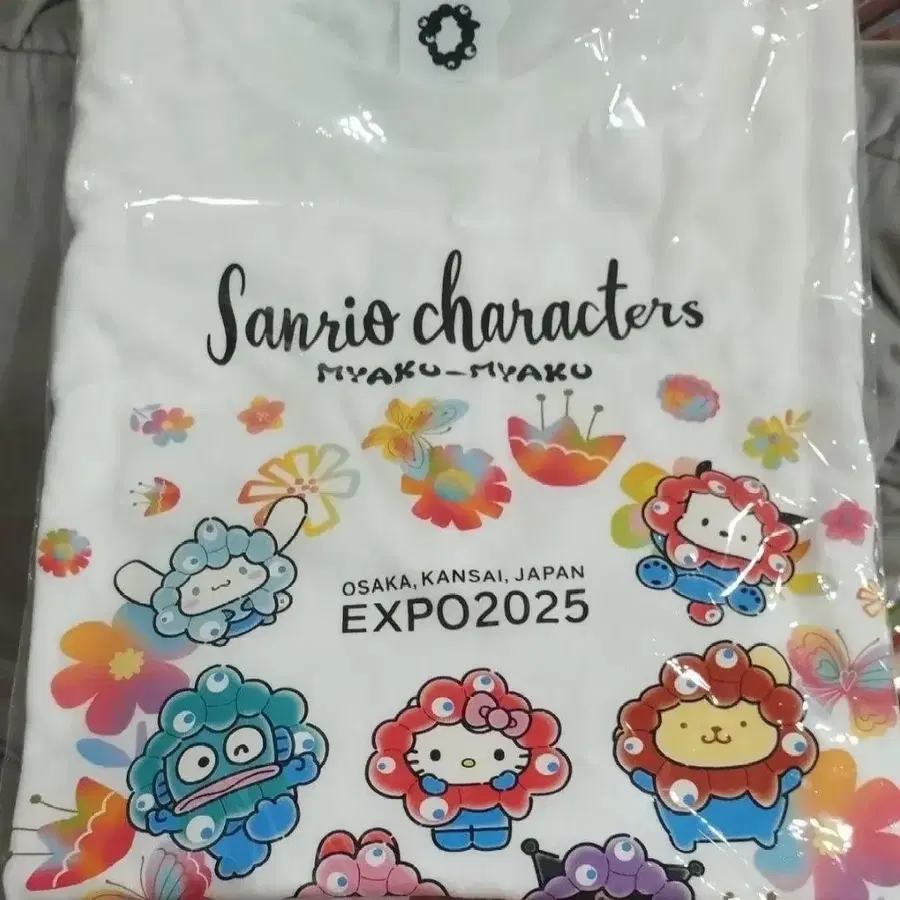 Sanrio characters
MYAKU-MYAKU
OSAKA, KANSAI, JAPAN
EXPO2025